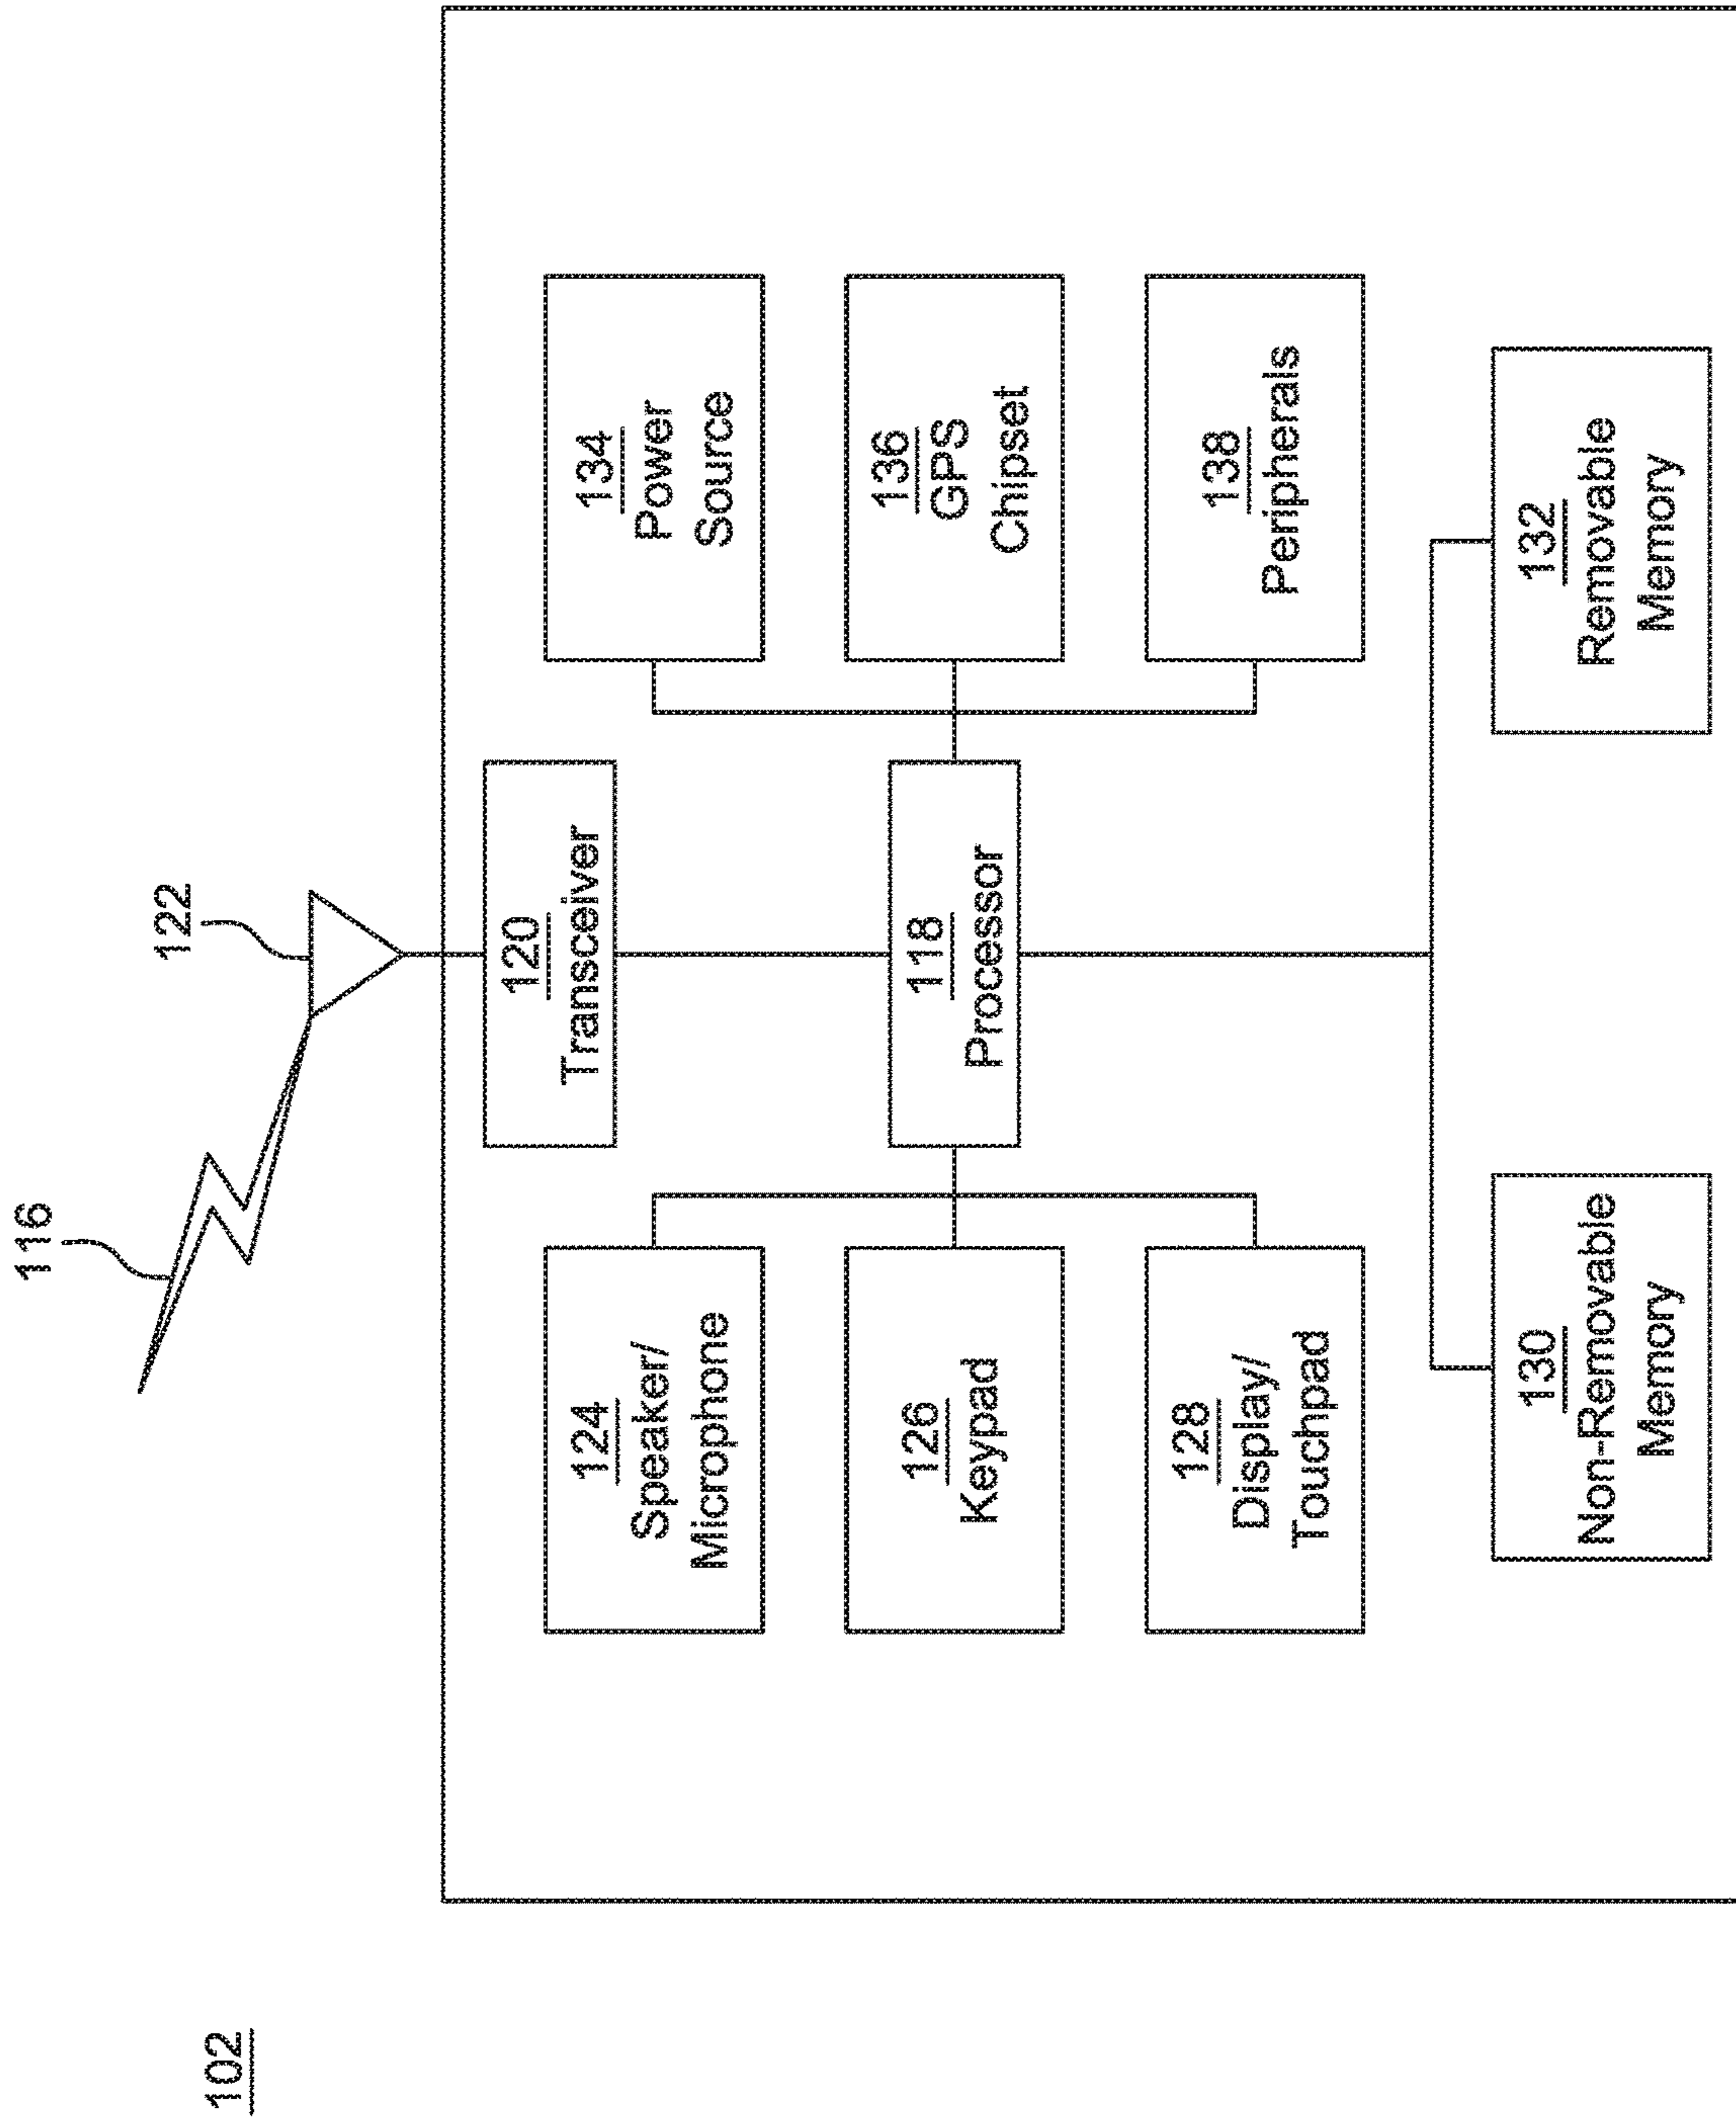 102
116
122
120
Transceiver
124
Speaker/
Microphone
134
Power
Source
126
Keypad
118
Processor
136
GPS
Chipset
128
Display/
Touchpad
138
Peripherals
130
Non-Removable
Memory
132
Removable
Memory